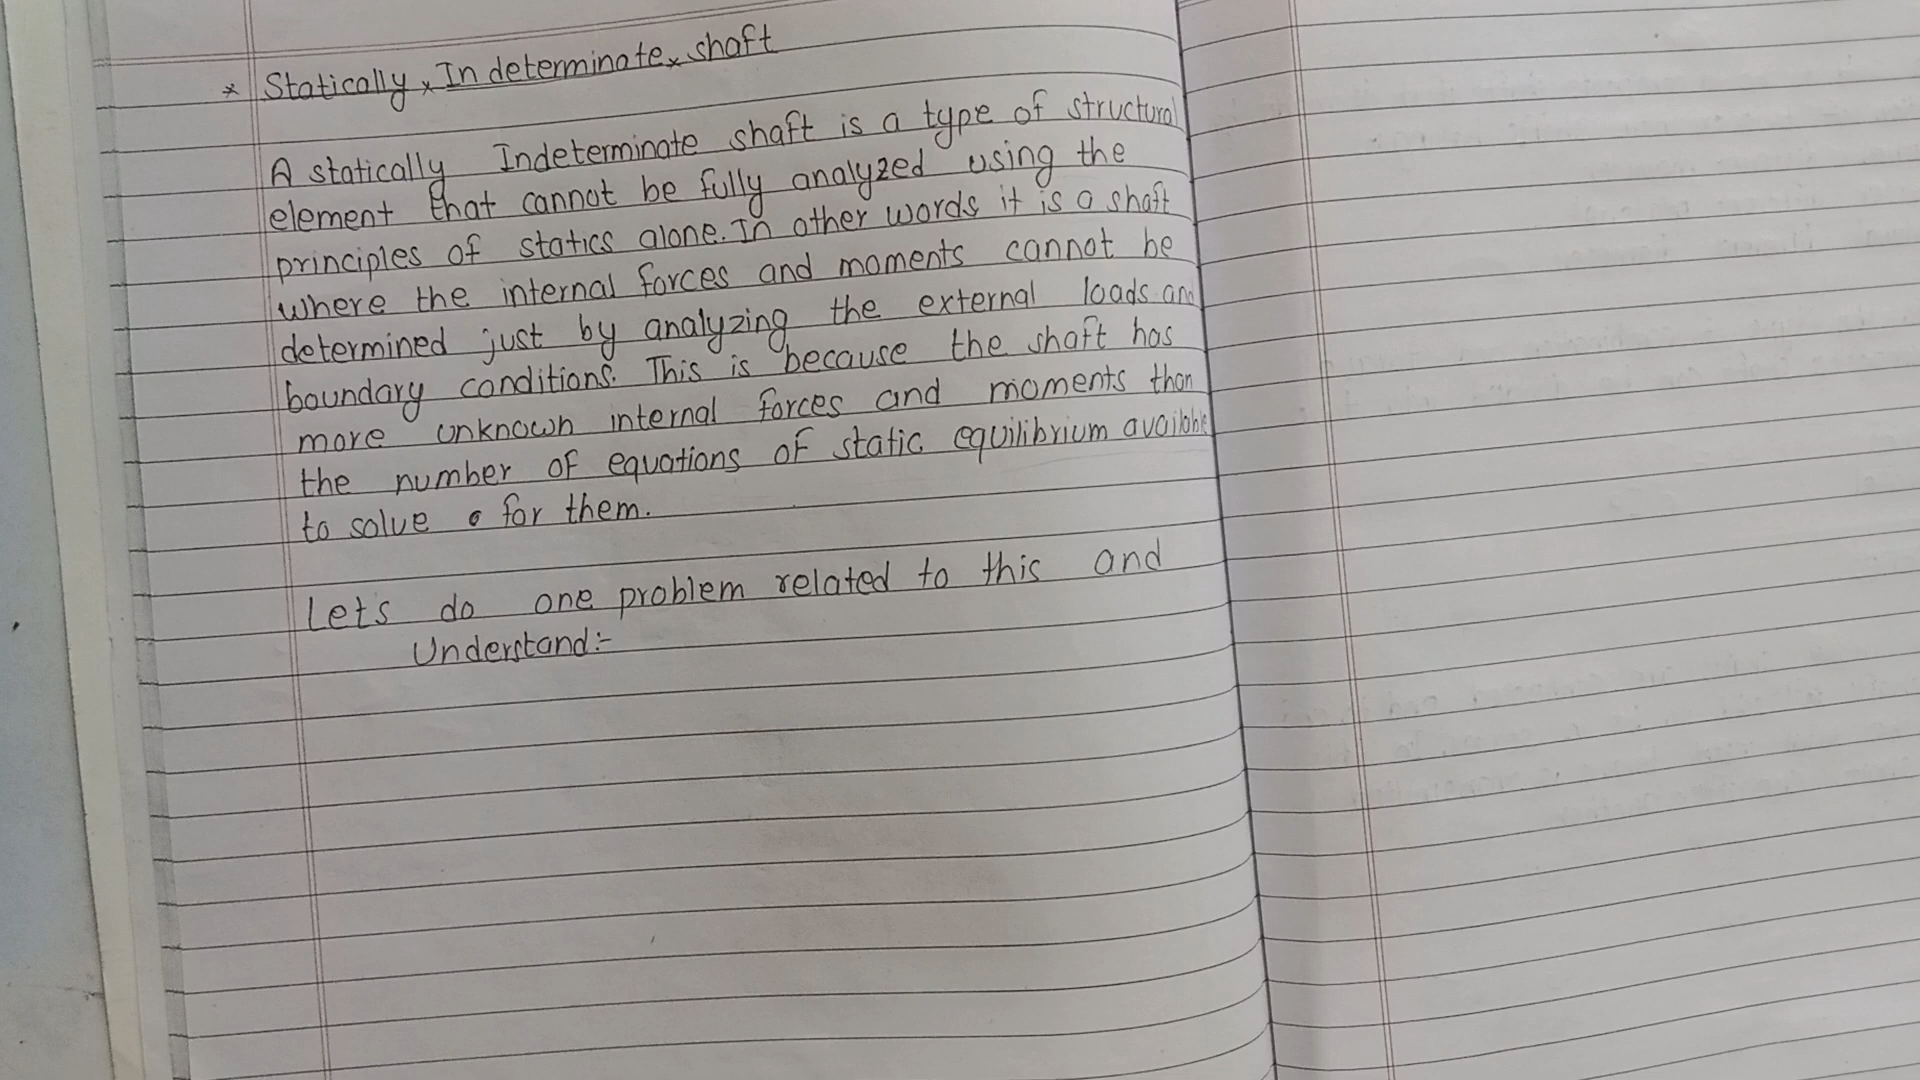 * Statically x Indeterminate x shaft
A statically Indeterminate shaft is a type of structural
element that cannot be fully analyzed using the
principles of statics alone. In other words it is a shaft
where the internal forces and moments cannot be
determined just by analyzing the external loads and
boundary conditions. This is because the shaft has
more unknown internal forces and moments than
the number of equations of static equilibrium available
to solve for them.
Lets do one problem related to this and
Understand:-